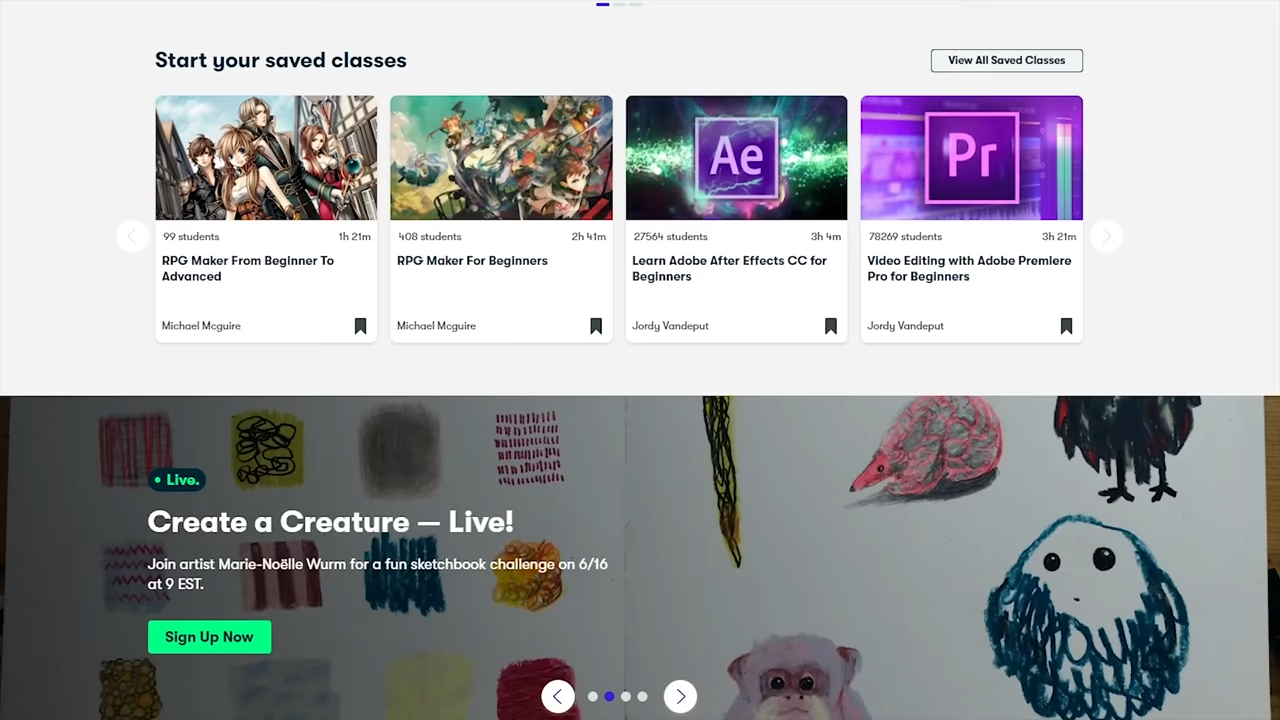 Start your saved classes
View All Saved Classes
Ae
Pr
99 students
1h 21m
408 students
2h 41m
27564 students
3h 4m
78269 students
3h 21m
RPG Maker From Beginner To
Advanced
RPG Maker For Beginners
Learn Adobe After Effects CC for
Beginners
Video Editing with Adobe Premiere
Pro for Beginners
Michael Mcguire
Michael Mcguire
Jordy Vandeput
Jordy Vandeput
Live.
Create a Creature — Live!
Join artist Marie-Noëlle Wurm for a fun sketchbook challenge on 6/16
at 9 EST.
Sign Up Now